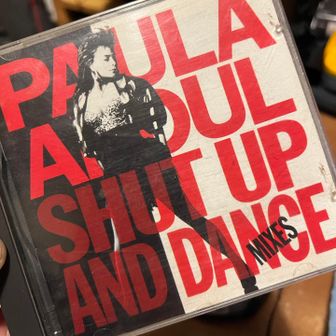 PAULA
ABDUL
SHUT UP
AND DANCE
MIXES